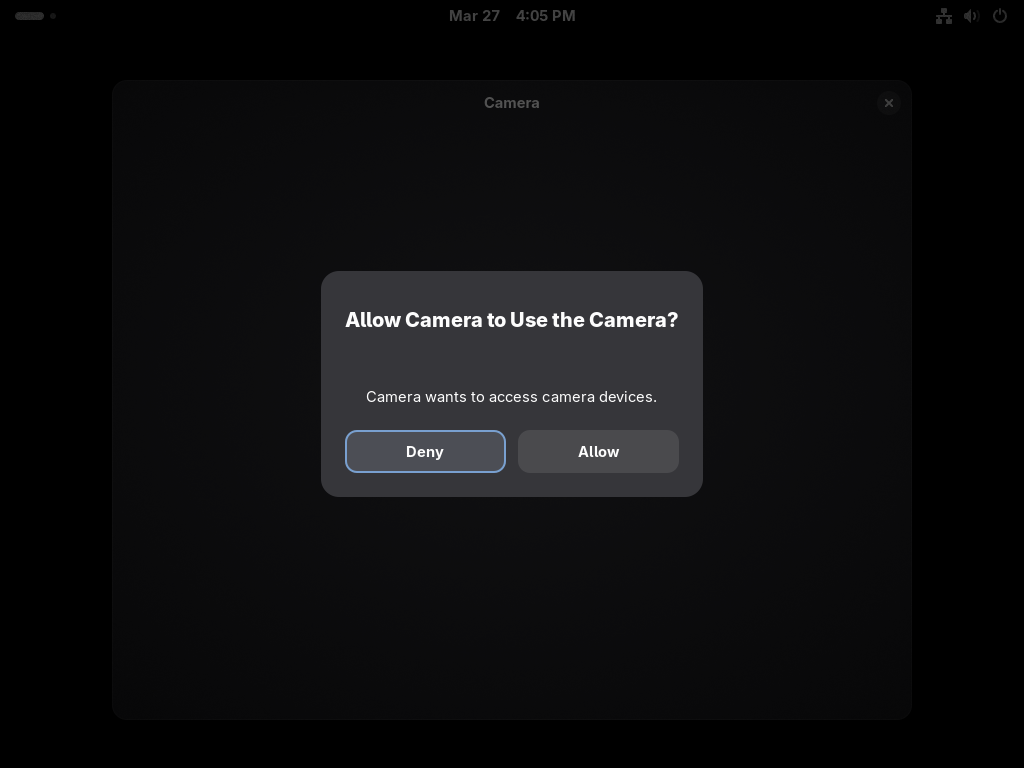 Mar 27 4:05 PM
Camera
Allow Camera to Use the Camera?
Camera wants to access camera devices.
Deny Allow